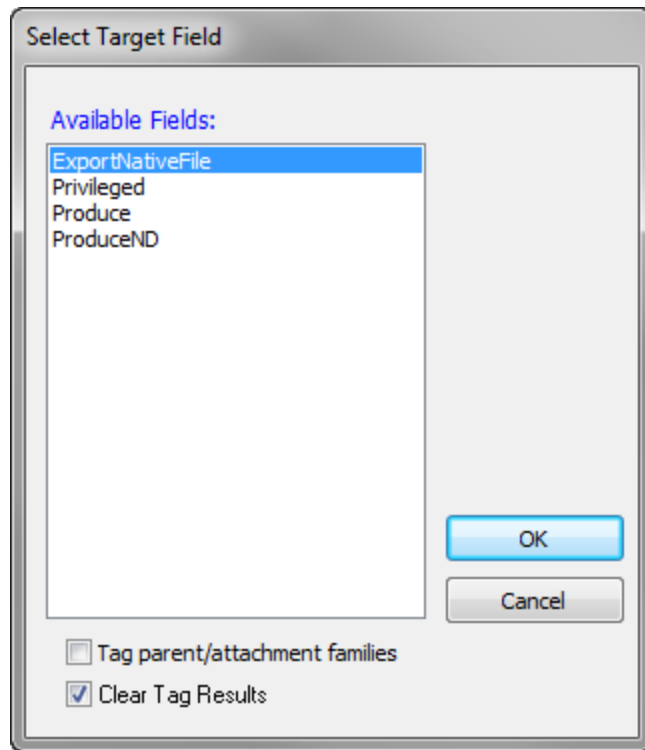 Select Target Field
Available Fields:
ExportNativeFile
Privileged
Produce
ProduceND
OK
Cancel
Tag parent/attachment families
Clear Tag Results